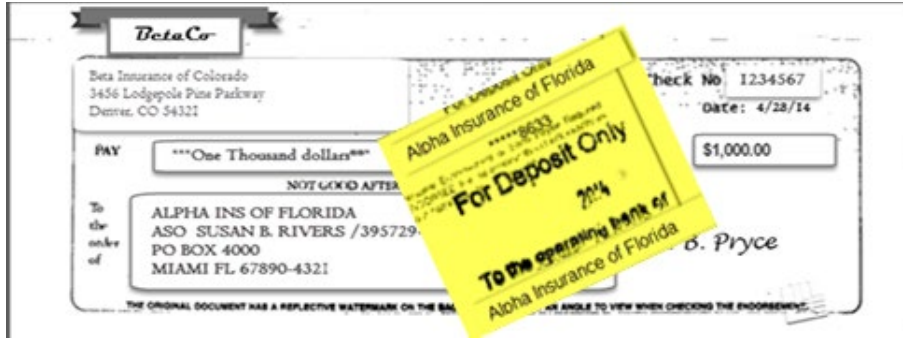 BetaCo
Beta Insurance of Colorado
3456 Lodgepole Pine Parkway
Denver, CO 54321
Check No 1234567
Date: 4/28/14
PAY
***One Thousand dollars***
$1,000.00
NOT GOOD AFTER
To
the
order
of
ALPHA INS OF FLORIDA
ASO SUSAN B. RIVERS /395729-
PO BOX 4000
MIAMI FL 67890-4321
B. Pryce
For Deposit Only
Alpha Insurance of Florida
*****8633
For Deposit Only
2014
To the operating bank of
Alpha Insurance of Florida
THE ORIGINAL DOCUMENT HAS A REFLECTIVE WATERMARK ON THE ANGLE TO VIEW WHEN CHECKING THE ENDORSEMENT.